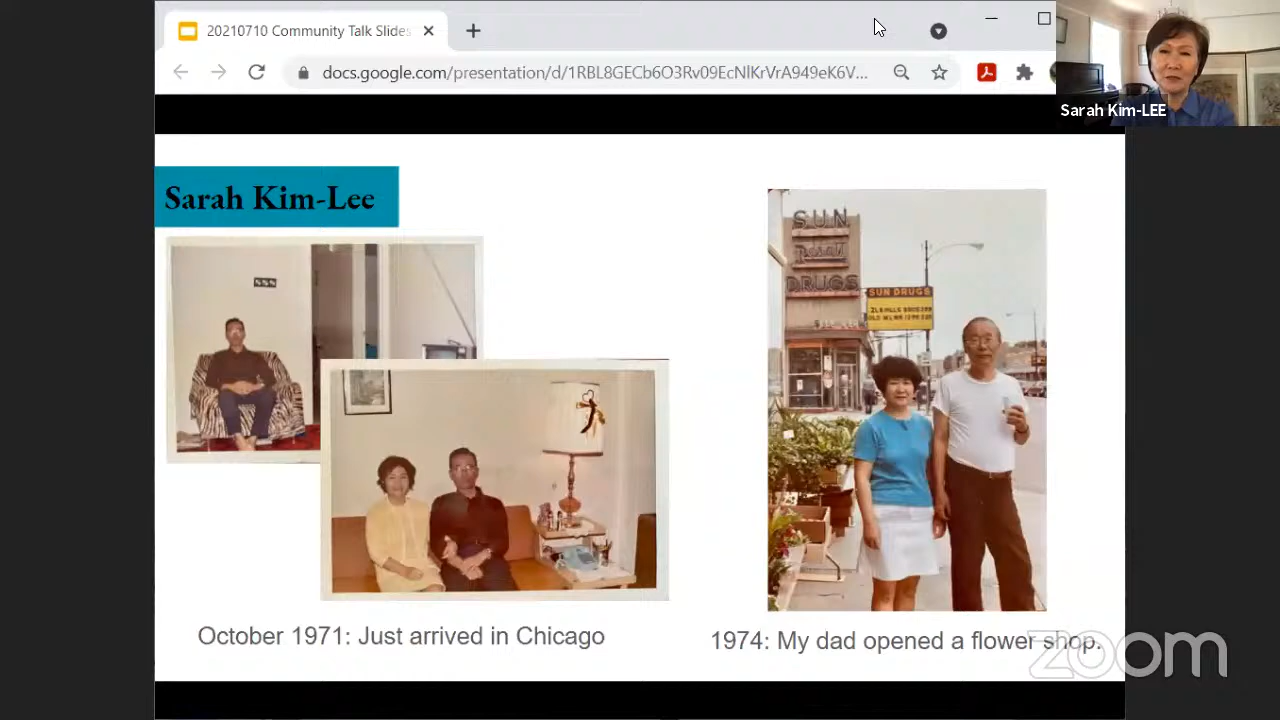 20210710 Community Talk Slides
docs.google.com/presentation/d/1RBL8GECb6O3Rv09EcNlKrVrA949eK6V...
Sarah Kim-LEE
Sarah Kim-Lee
SUN
Rexall
DRUGS
SUN DRUGS
October 1971: Just arrived in Chicago
1974: My dad opened a flower shop.
zoom